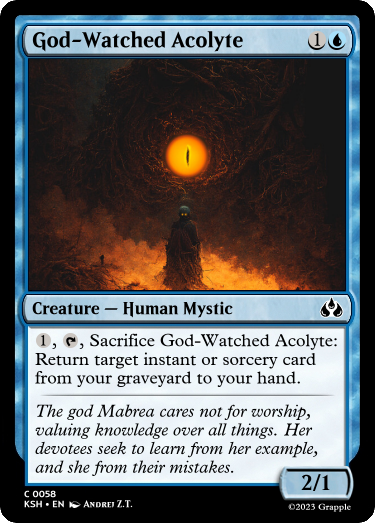 God-Watched Acolyte 1
Creature — Human Mystic
1, , Sacrifice God-Watched Acolyte:
Return target instant or sorcery card
from your graveyard to your hand.
The god Mabrea cares not for worship,
valuing knowledge over all things. Her
devotees seek to learn from her example,
and she from their mistakes.
2/1
C 0058
KSH • EN Andrej Z.T.
©2023 Grapple